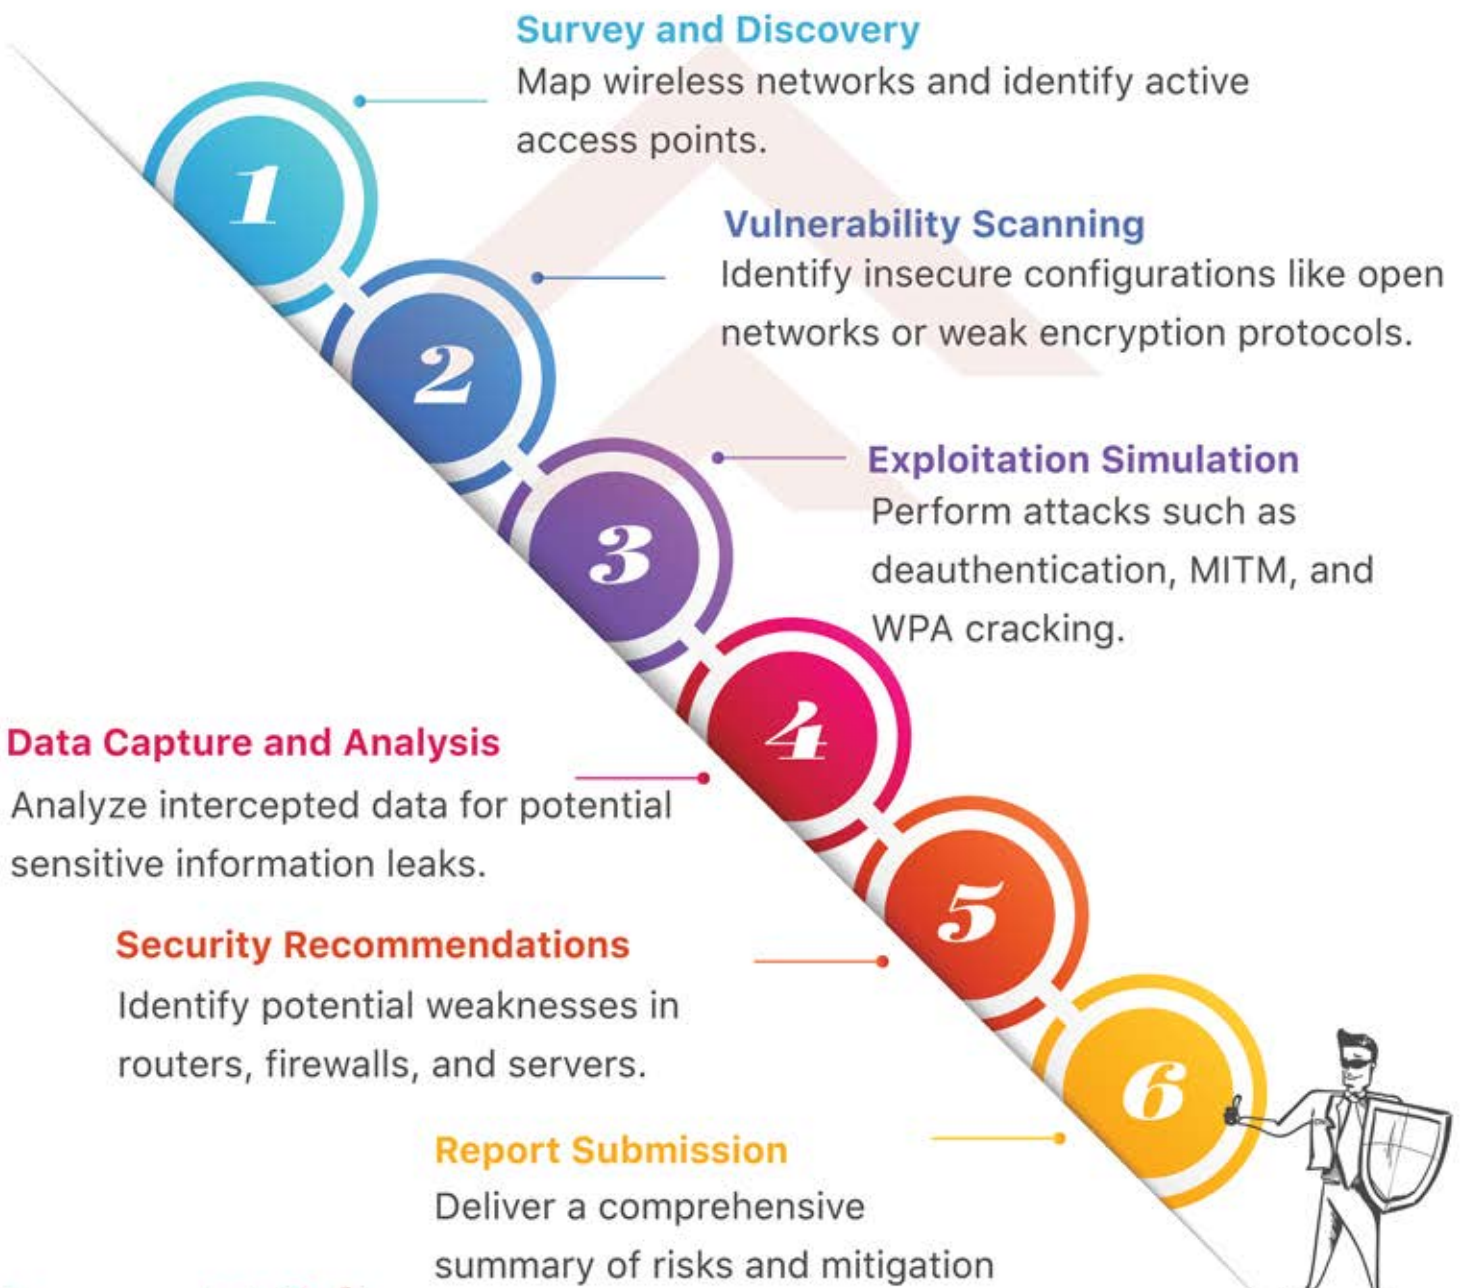 Survey and Discovery
Map wireless networks and identify active
access points.
1
Vulnerability Scanning
Identify insecure configurations like open
networks or weak encryption protocols.
2
Exploitation Simulation
Perform attacks such as
deauthentication, MITM, and
WPA cracking.
3
Data Capture and Analysis
Analyze intercepted data for potential
sensitive information leaks.
4
Security Recommendations
Identify potential weaknesses in
routers, firewalls, and servers.
5
Report Submission
Deliver a comprehensive
summary of risks and mitigation
6